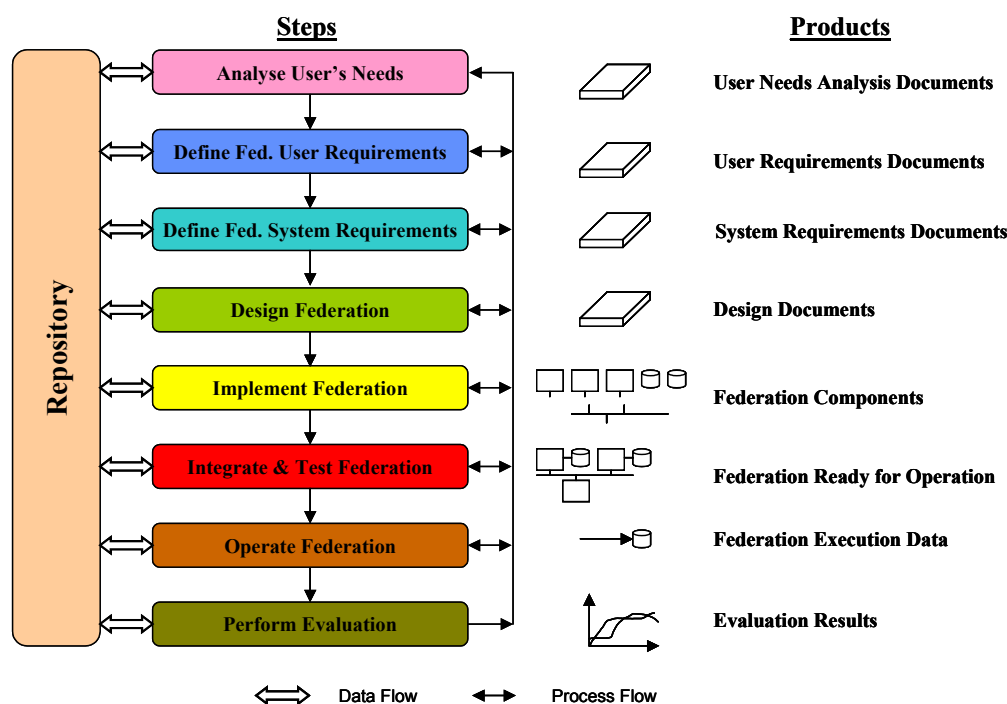 Steps
Products
Repository
Analyse User's Needs
User Needs Analysis Documents
Define Fed. User Requirements
User Requirements Documents
Define Fed. System Requirements
System Requirements Documents
Design Federation
Design Documents
Implement Federation
Federation Components
Integrate & Test Federation
Federation Ready for Operation
Operate Federation
Federation Execution Data
Perform Evaluation
Evaluation Results
Data Flow
Process Flow